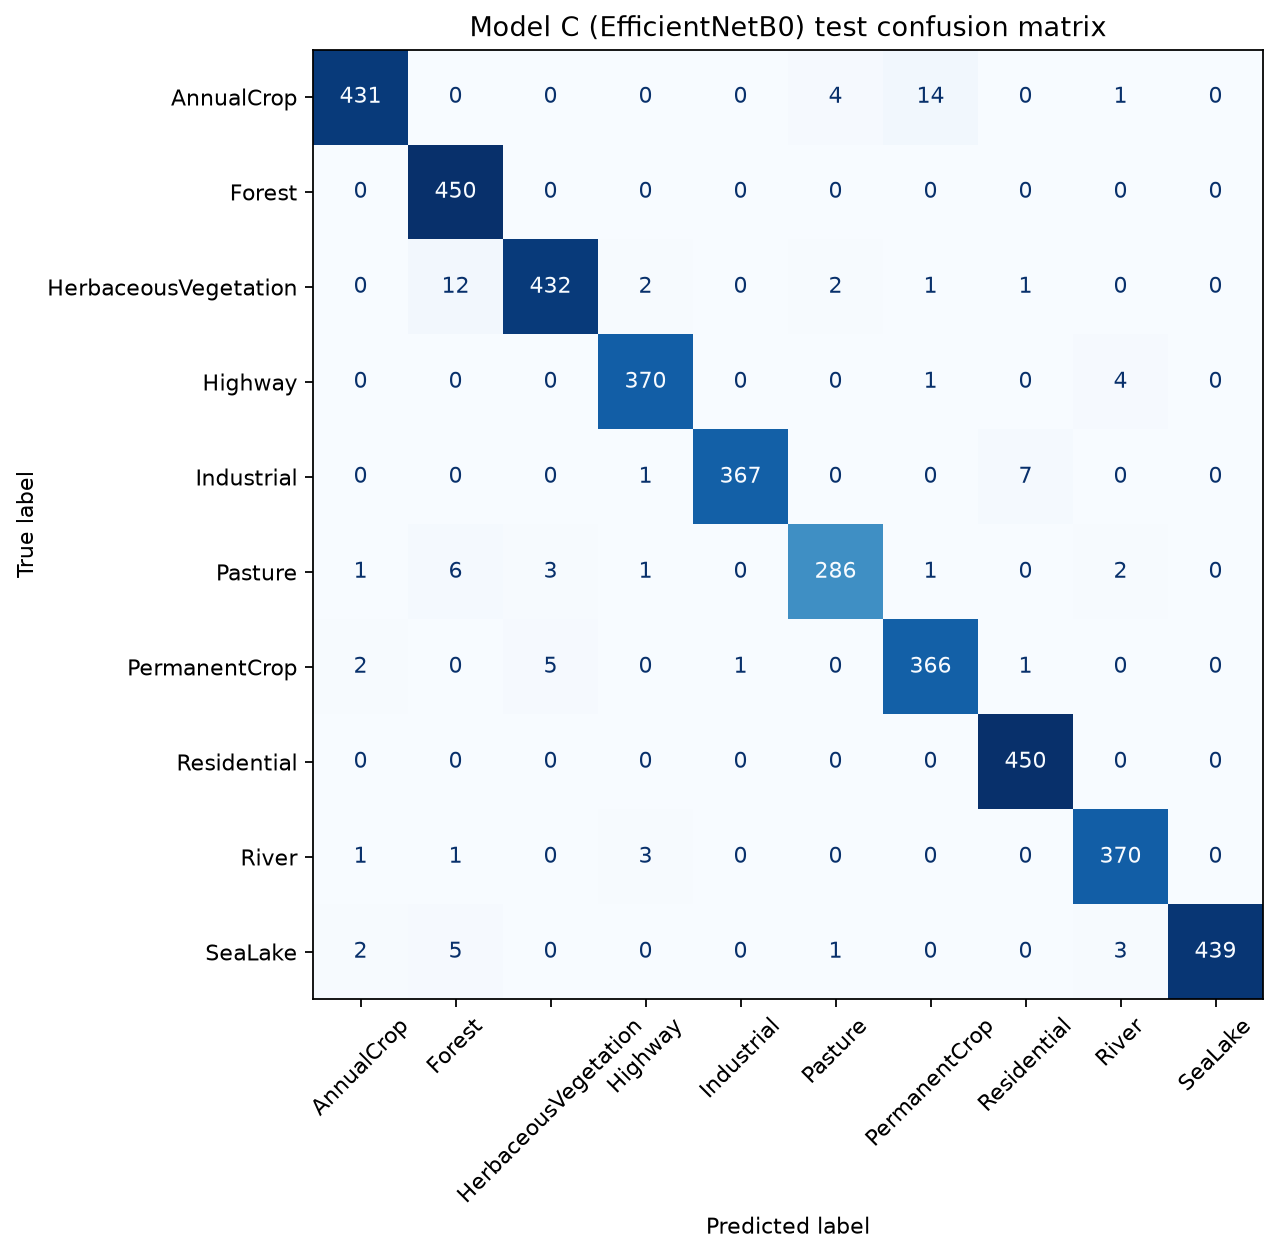 Model C (EfficientNetB0) test confusion matrix
AnnualCrop 431 0 0 0 0 4 14 0 1 0
Forest 0 450 0 0 0 0 0 0 0 0
HerbaceousVegetation 0 12 432 2 0 2 1 1 0 0
Highway 0 0 0 370 0 0 1 0 4 0
Industrial 0 0 0 1 367 0 0 7 0 0
Pasture 1 6 3 1 0 286 1 0 2 0
PermanentCrop 2 0 5 0 1 0 366 1 0 0
Residential 0 0 0 0 0 0 0 450 0 0
River 1 1 0 3 0 0 0 0 370 0
SeaLake 2 5 0 0 0 1 0 0 3 439
True label
AnnualCrop Forest HerbaceousVegetation Highway Industrial Pasture PermanentCrop Residential River SeaLake
Predicted label